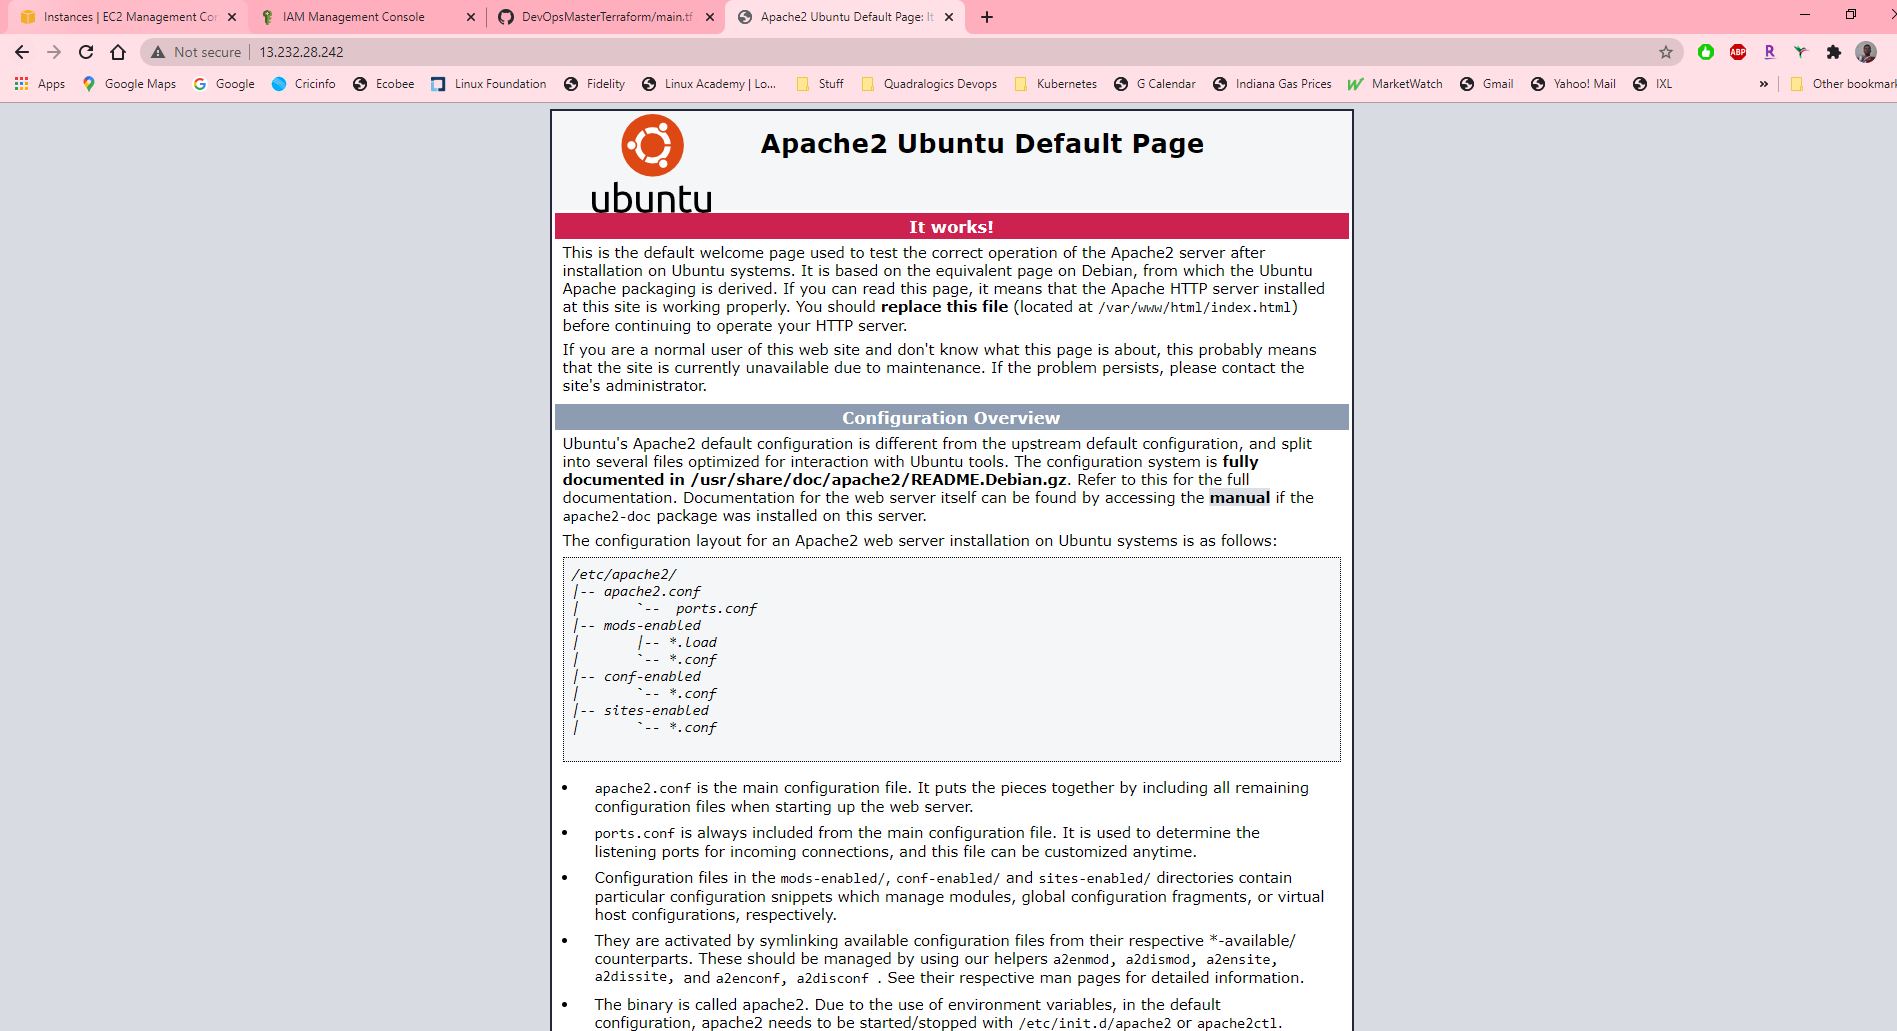 Instances | EC2 Management Con
IAM Management Console
DevOpsMasterTerraform/main.tf
Apache2 Ubuntu Default Page: It
Not secure
13.232.28.242
ABP
R
Apps
Google Maps
Google
Cricinfo
Ecobee
Linux Foundation
Fidelity
Linux Academy | Lo...
Stuff
Quadralogics Devops
Kubernetes
G Calendar
Indiana Gas Prices
MarketWatch
Gmail
Yahoo! Mail
IXL
»
Other bookmark
ubuntu
Apache2 Ubuntu Default Page
It works!
This is the default welcome page used to test the correct operation of the Apache2 server after
installation on Ubuntu systems. It is based on the equivalent page on Debian, from which the Ubuntu
Apache packaging is derived. If you can read this page, it means that the Apache HTTP server installed
at this site is working properly. You should replace this file (located at /var/www/html/index.html)
before continuing to operate your HTTP server.
If you are a normal user of this web site and don't know what this page is about, this probably means
that the site is currently unavailable due to maintenance. If the problem persists, please contact the
site's administrator.
Configuration Overview
Ubuntu's Apache2 default configuration is different from the upstream default configuration, and split
into several files optimized for interaction with Ubuntu tools. The configuration system is fully
documented in /usr/share/doc/apache2/README.Debian.gz. Refer to this for the full
documentation. Documentation for the web server itself can be found by accessing the manual if the
apache2-doc package was installed on this server.
The configuration layout for an Apache2 web server installation on Ubuntu systems is as follows:
/etc/apache2/
|-- apache2.conf
|       `--  ports.conf
|-- mods-enabled
|       |-- *.load
|       `-- *.conf
|-- conf-enabled
|       `-- *.conf
|-- sites-enabled
|       `-- *.conf
• apache2.conf is the main configuration file. It puts the pieces together by including all remaining
configuration files when starting up the web server.
• ports.conf is always included from the main configuration file. It is used to determine the
listening ports for incoming connections, and this file can be customized anytime.
• Configuration files in the mods-enabled/, conf-enabled/ and sites-enabled/ directories contain
particular configuration snippets which manage modules, global configuration fragments, or virtual
host configurations, respectively.
• They are activated by symlinking available configuration files from their respective *-available/
counterparts. These should be managed by using our helpers a2enmod, a2dismod, a2ensite,
a2dissite, and a2enconf, a2disconf . See their respective man pages for detailed information.
• The binary is called apache2. Due to the use of environment variables, in the default
configuration, apache2 needs to be started/stopped with /etc/init.d/apache2 or apache2ctl.